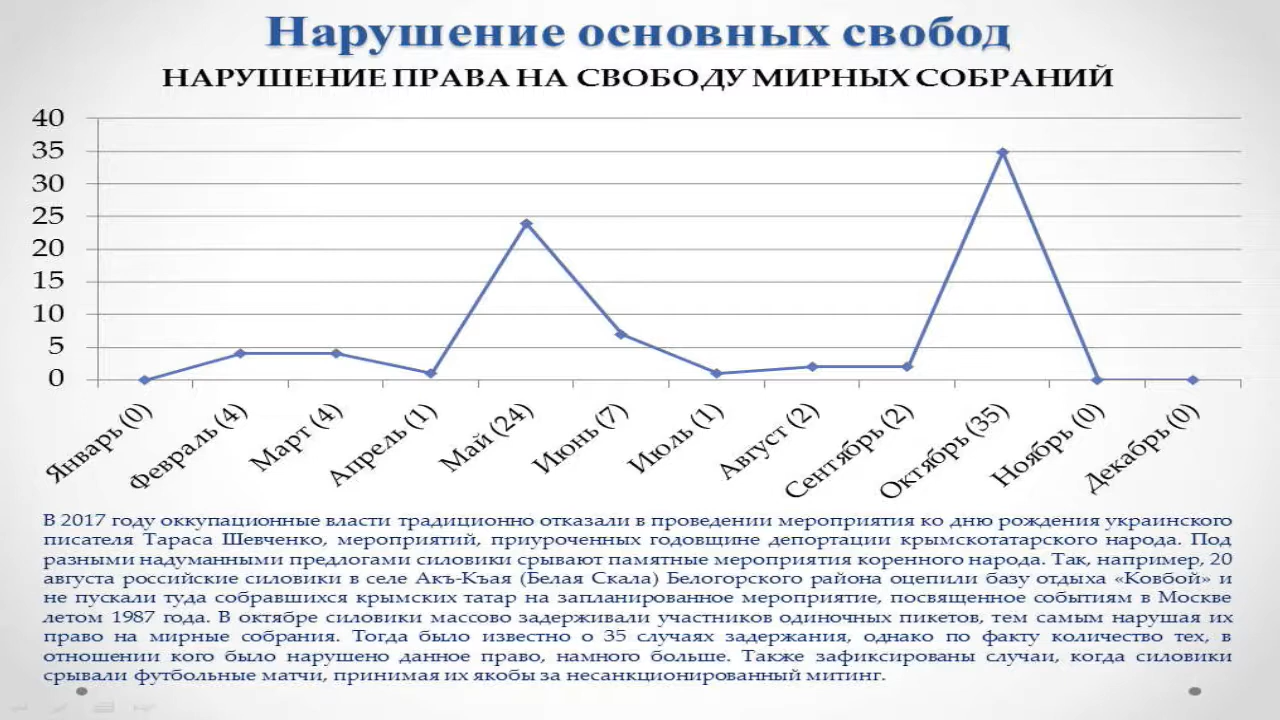 Нарушение основных свобод
НАРУШЕНИЕ ПРАВА НА СВОБОДУ МИРНЫХ СОБРАНИЙ
40
35
30
25
20
15
10
5
0
Январь (0)
Февраль (4)
Март (4)
Апрель (1)
Май (24)
Июнь (7)
Июль (1)
Август (2)
Сентябрь (2)
Октябрь (35)
Ноябрь (0)
Декабрь (0)
В 2017 году оккупационные власти традиционно отказали в проведении мероприятия ко дню рождения украинского
писателя Тараса Шевченко, мероприятий, приуроченных годовщине депортации крымскотатарского народа. Под
разными надуманными предлогами силовики срывают памятные мероприятия коренного народа. Так, например, 20
августа российские силовики в селе Акъ-Къая (Белая Скала) Белогорского района оцепили базу отдыха «Ковбой» и
не пускали туда собравшихся крымских татар на запланированное мероприятие, посвященное событиям в Москве
летом 1987 года. В октябре силовики массово задерживали участников одиночных пикетов, тем самым нарушая их
право на мирные собрания. Тогда было известно о 35 случаях задержания, однако по факту количество тех, в
отношении кого было нарушено данное право, намного больше. Также зафиксированы случаи, когда силовики
срывали футбольные матчи, принимая их якобы за несанкционированный митинг.